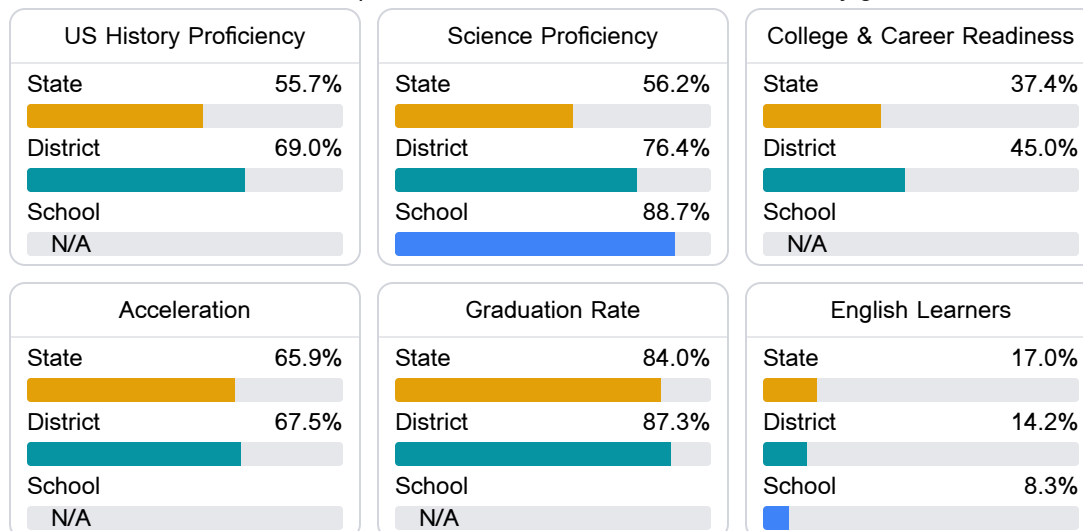 US History Proficiency
State 55.7%
District 69.0%
School
N/A
Science Proficiency
State 56.2%
District 76.4%
School 88.7%
College & Career Readiness
State 37.4%
District 45.0%
School
N/A
Acceleration
State 65.9%
District 67.5%
School
N/A
Graduation Rate
State 84.0%
District 87.3%
School
N/A
English Learners
State 17.0%
District 14.2%
School 8.3%